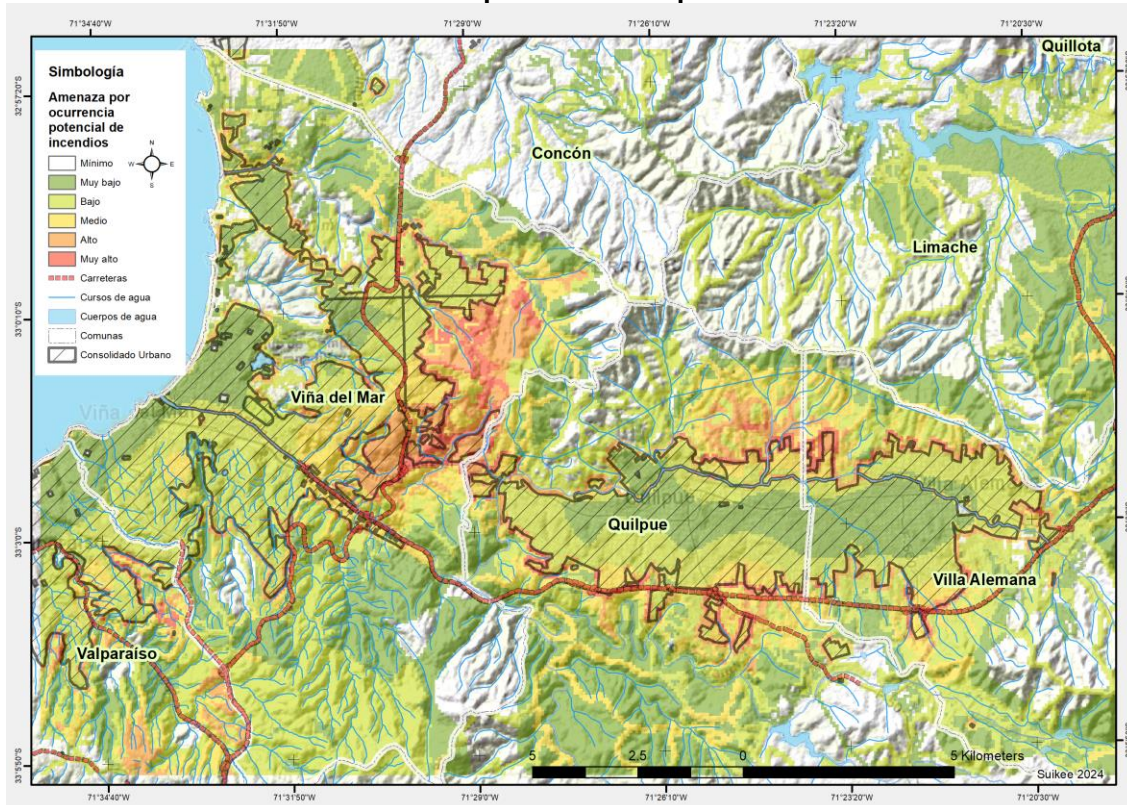 71°34'40"W
71°31'50"W
71°29'0"W
71°26'10"W
71°23'20"W
71°20'30"W
32°57'20"S
33°0'10"S
33°3'0"S
33°5'50"S
Simbología
Amenaza por
ocurrencia
potencial de
incendios
N
W
E
S
Mínimo
Muy bajo
Bajo
Medio
Alto
Muy alto
Carreteras
Cursos de agua
Cuerpos de agua
Comunas
Consolidado Urbano
Quillota
Concón
Limache
Viña del Mar
Viña del Mar
Quilpue
Quilpué
Villa Alemana
Valparaíso
5
2.5
0
5 Kilometers
Suikee 2024
71°34'40"W
71°31'50"W
71°29'0"W
71°26'10"W
71°23'20"W
71°20'30"W